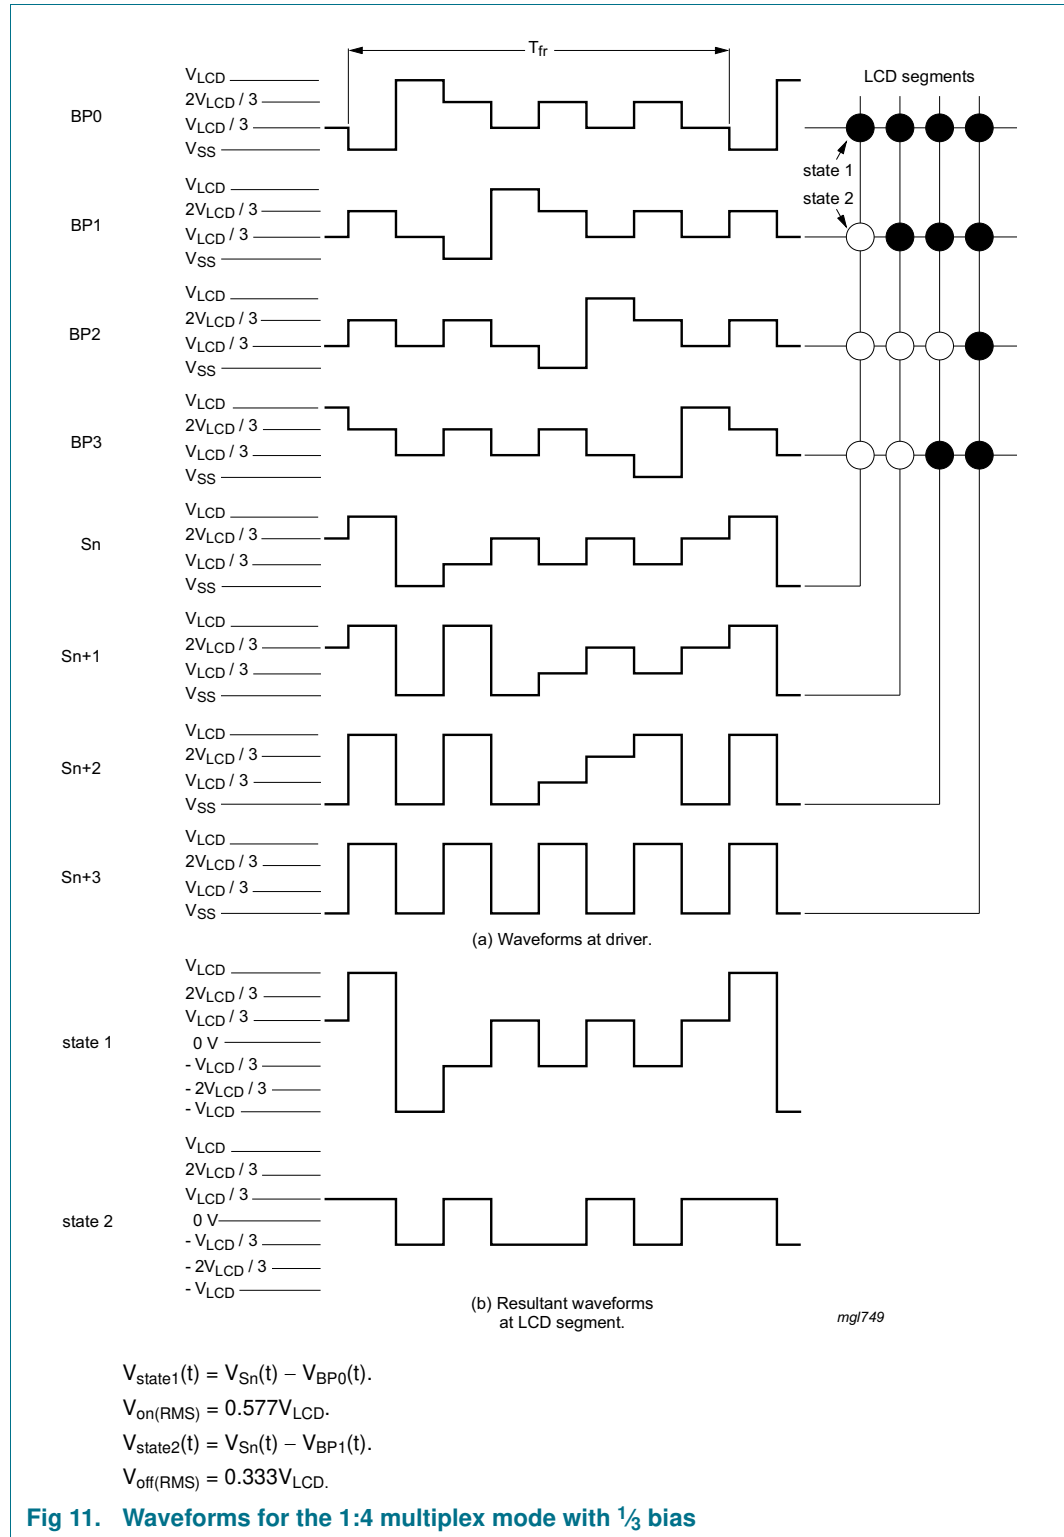 Tfr
LCD segments
BP0
VLCD
2VLCD / 3
VLCD / 3
VSS
state 1
state 2
BP1
VLCD
2VLCD / 3
VLCD / 3
VSS
BP2
VLCD
2VLCD / 3
VLCD / 3
VSS
BP3
VLCD
2VLCD / 3
VLCD / 3
VSS
Sn
VLCD
2VLCD / 3
VLCD / 3
VSS
Sn+1
VLCD
2VLCD / 3
VLCD / 3
VSS
Sn+2
VLCD
2VLCD / 3
VLCD / 3
VSS
Sn+3
VLCD
2VLCD / 3
VLCD / 3
VSS
(a) Waveforms at driver.
state 1
VLCD
2VLCD / 3
VLCD / 3
0 V
- VLCD / 3
- 2VLCD / 3
- VLCD
state 2
VLCD
2VLCD / 3
VLCD / 3
0 V
- VLCD / 3
- 2VLCD / 3
- VLCD
(b) Resultant waveforms
at LCD segment.
mgl749
Vstate1(t) = VSn(t) − VBP0(t).
Von(RMS) = 0.577VLCD.
Vstate2(t) = VSn(t) − VBP1(t).
Voff(RMS) = 0.333VLCD.
Fig 11. Waveforms for the 1:4 multiplex mode with 1⁄3 bias